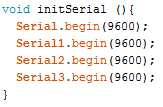 void initSerial (){
Serial.begin(9600);
Serial1.begin(9600);
Serial2.begin(9600);
Serial3.begin(9600);
}